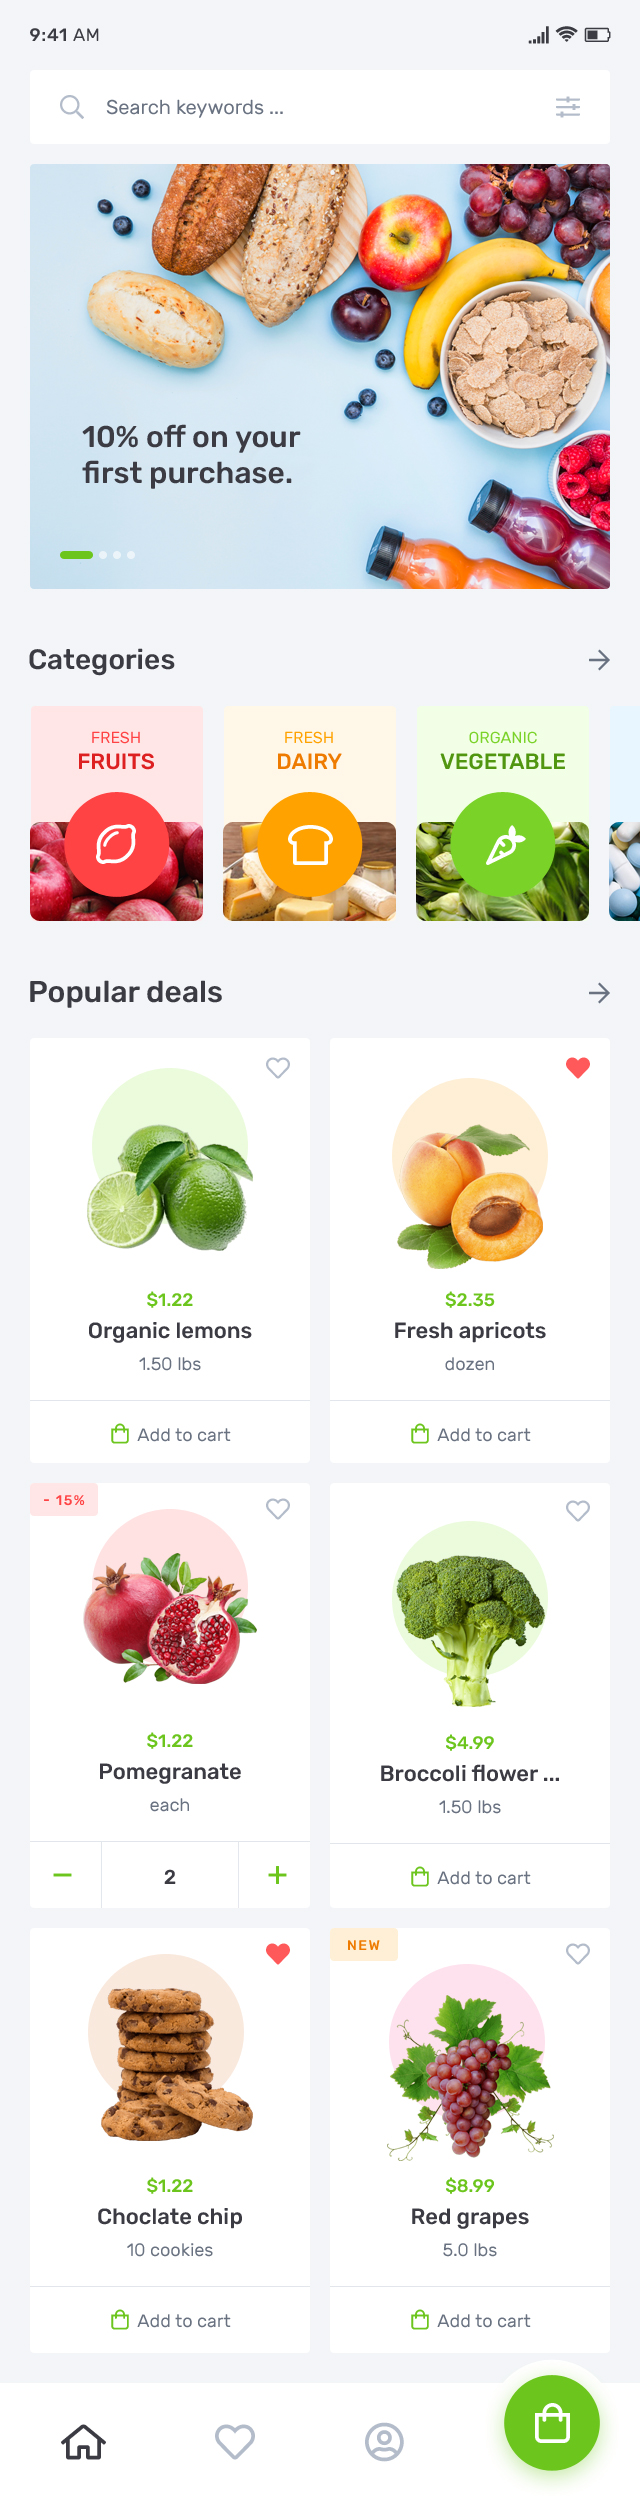 9:41 AM
Search keywords ...
10% off on your
first purchase.
Categories
FRESH
FRUITS
FRESH
DAIRY
ORGANIC
VEGETABLE
Popular deals
$1.22
Organic lemons
1.50 lbs
Add to cart
$2.35
Fresh apricots
dozen
Add to cart
- 15%
$1.22
Pomegranate
each
2
$4.99
Broccoli flower ...
1.50 lbs
Add to cart
$1.22
Choclate chip
10 cookies
Add to cart
NEW
$8.99
Red grapes
5.0 lbs
Add to cart